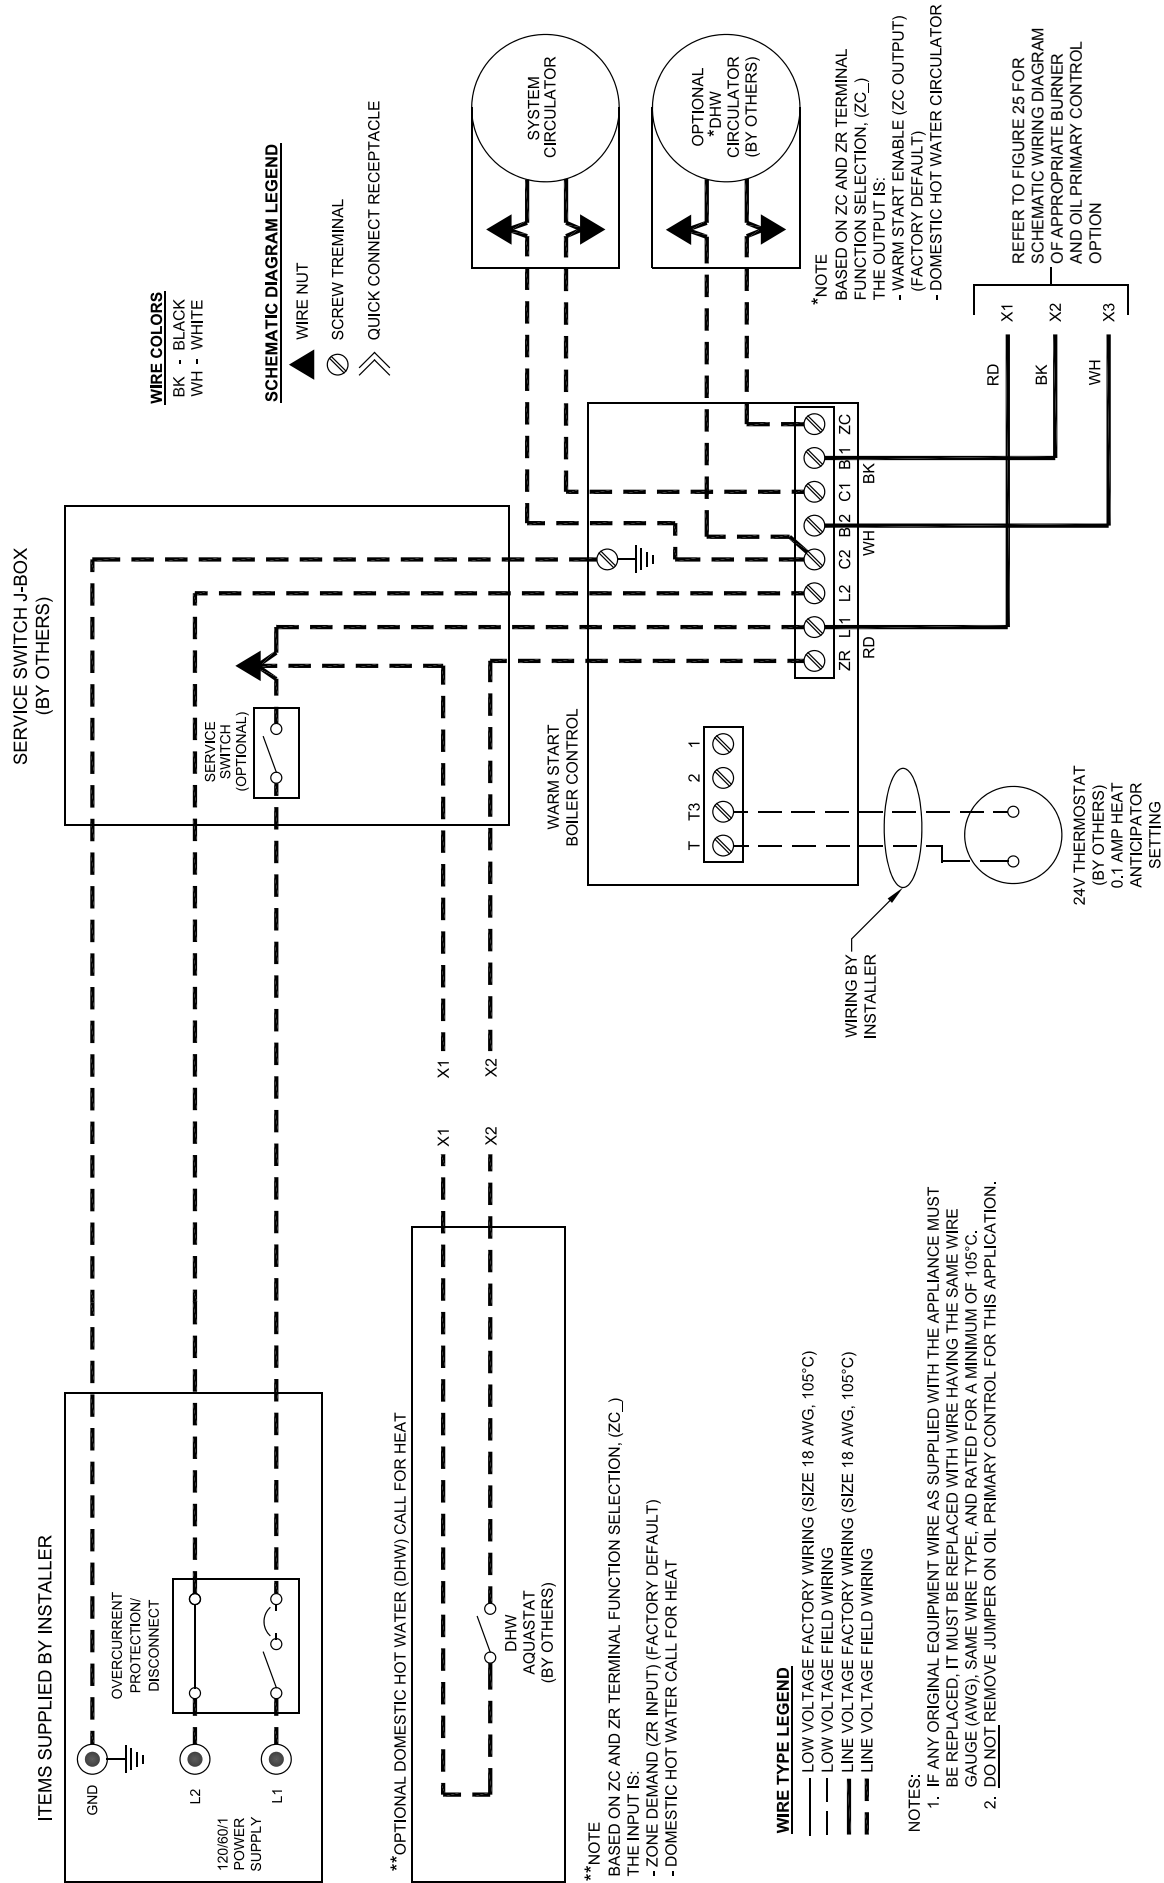 ITEMS SUPPLIED BY INSTALLER
GND
L2
L1
120/60/1
POWER
SUPPLY
OVERCURRENT
PROTECTION/
DISCONNECT
SERVICE SWITCH J-BOX
(BY OTHERS)
SERVICE
SWITCH
(OPTIONAL)
WIRE COLORS
BK - BLACK
WH - WHITE
SCHEMATIC DIAGRAM LEGEND
WIRE NUT
SCREW TREMINAL
QUICK CONNECT RECEPTACLE
**OPTIONAL DOMESTIC HOT WATER (DHW) CALL FOR HEAT
X1
X2
X1
X2
DHW
AQUASTAT
(BY OTHERS)
**NOTE
BASED ON ZC AND ZR TERMINAL FUNCTION SELECTION, (ZC_)
THE INPUT IS:
- ZONE DEMAND (ZR INPUT) (FACTORY DEFAULT)
- DOMESTIC HOT WATER CALL FOR HEAT
WARM START
BOILER CONTROL
T T3 2 1
ZR L1 L2 C2 B2 C1 B1 ZC
RD
WH
BK
SYSTEM
CIRCULATOR
OPTIONAL
*DHW
CIRCULATOR
(BY OTHERS)
*NOTE
BASED ON ZC AND ZR TERMINAL
FUNCTION SELECTION, (ZC_)
THE OUTPUT IS:
- WARM START ENABLE (ZC OUTPUT)
(FACTORY DEFAULT)
- DOMESTIC HOT WATER CIRCULATOR
RD
X1
BK
X2
WH
X3
REFER TO FIGURE 25 FOR
SCHEMATIC WIRING DIAGRAM
OF APPROPRIATE BURNER
AND OIL PRIMARY CONTROL
OPTION
WIRING BY
INSTALLER
24V THERMOSTAT
(BY OTHERS)
0.1 AMP HEAT
ANTICIPATOR
SETTING
WIRE TYPE LEGEND
LOW VOLTAGE FACTORY WIRING (SIZE 18 AWG, 105°C)
LOW VOLTAGE FIELD WIRING
LINE VOLTAGE FACTORY WIRING (SIZE 18 AWG, 105°C)
LINE VOLTAGE FIELD WIRING
NOTES:
1. IF ANY ORIGINAL EQUIPMENT WIRE AS SUPPLIED WITH THE APPLIANCE MUST
BE REPLACED, IT MUST BE REPLACED WITH WIRE HAVING THE SAME WIRE
GAUGE (AWG), SAME WIRE TYPE, AND RATED FOR A MINIMUM OF 105°C.
2. DO NOT REMOVE JUMPER ON OIL PRIMARY CONTROL FOR THIS APPLICATION.